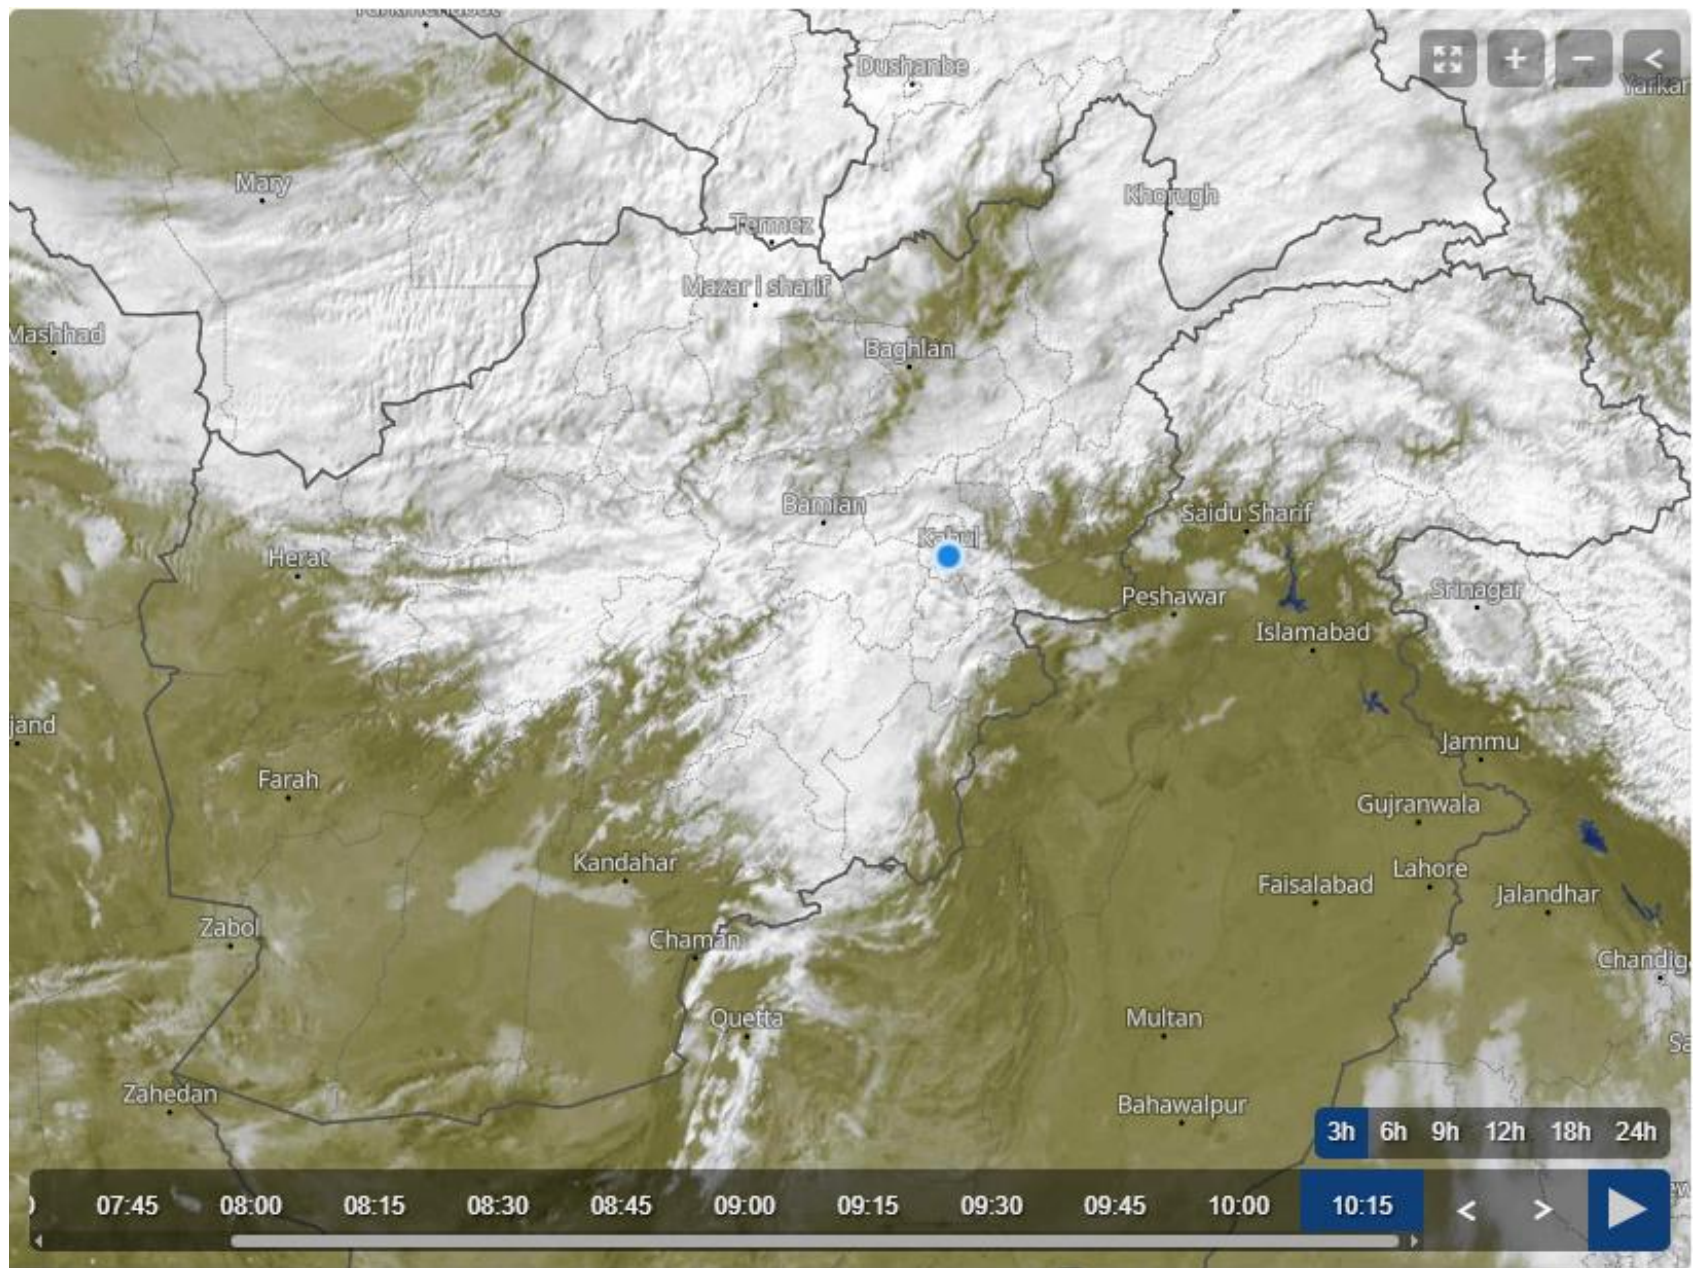 Dushanbe
Mary
Khorugh
Termez
Mazar I sharif
Mashhad
Baghlan
Bamian
Saidu Sharif
Kabul
Herat
Srinagar
Peshawar
Islamabad
jand
Jammu
Farah
Gujranwala
Kandahar
Lahore
Faisalabad
Jalandhar
Zabol
Chaman
Chandig
Quetta
Multan
Sa
Zahedan
Bahawalpur
3h 6h 9h 12h 18h 24h
07:45 08:00 08:15 08:30 08:45 09:00 09:15 09:30 09:45 10:00 10:15